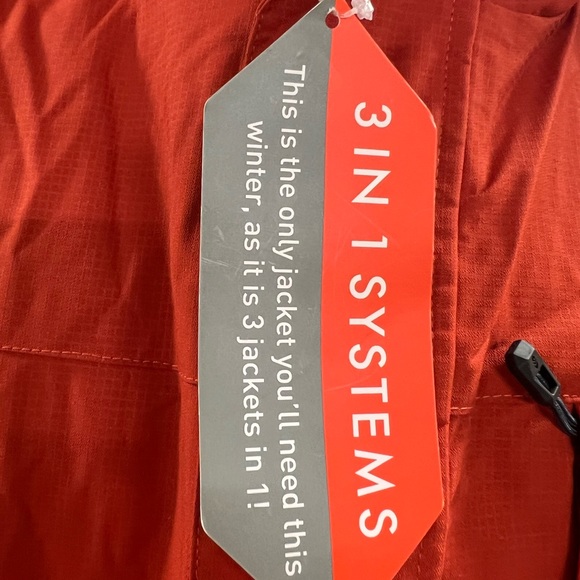 3 IN 1 SYSTEMS
This is the only jacket you'll need this
winter, as it is 3 jackets in 1!